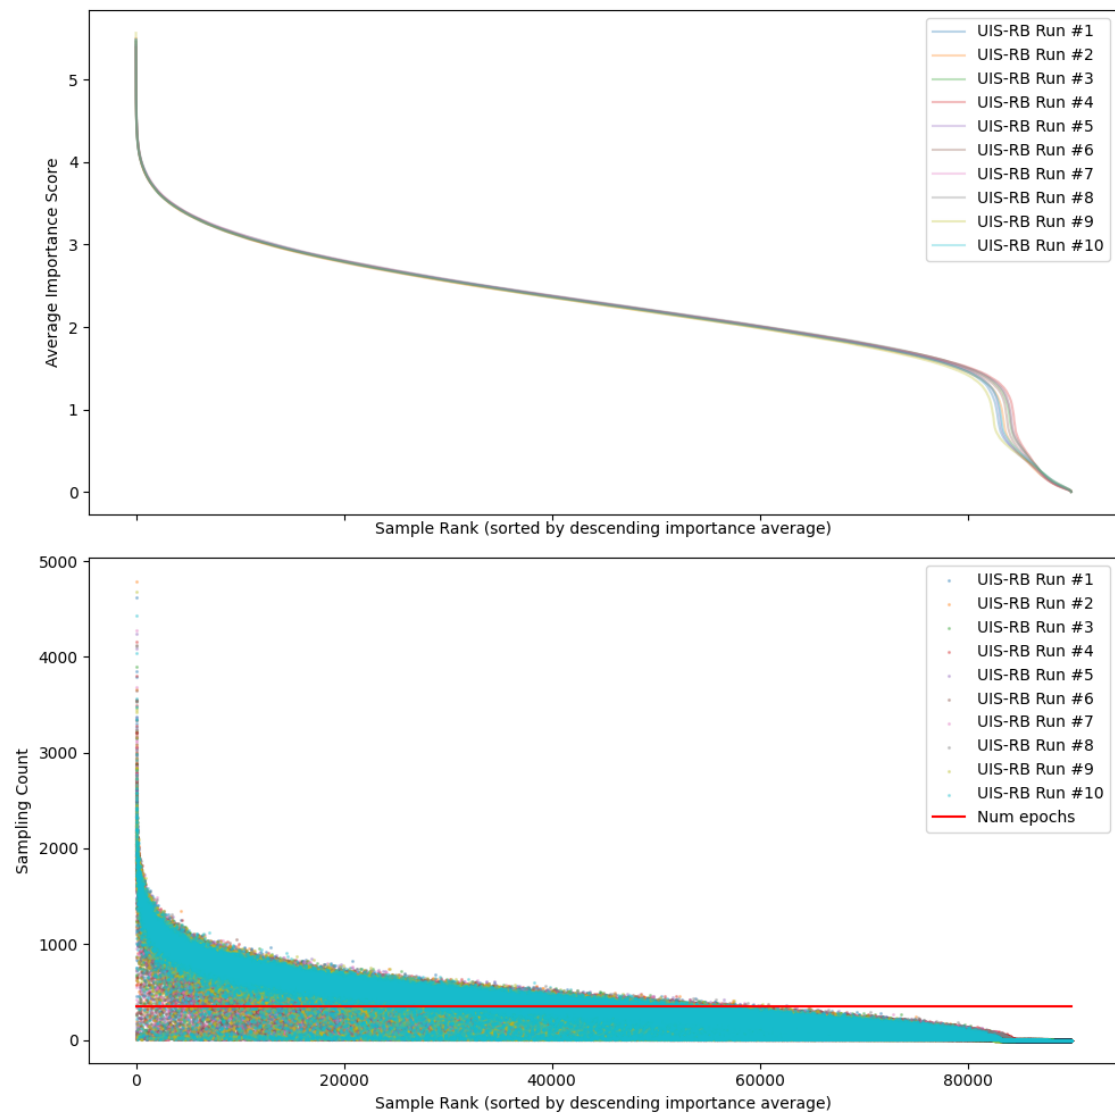 5
4
3
2
1
0
Average Importance Score
UIS-RB Run #1
UIS-RB Run #2
UIS-RB Run #3
UIS-RB Run #4
UIS-RB Run #5
UIS-RB Run #6
UIS-RB Run #7
UIS-RB Run #8
UIS-RB Run #9
UIS-RB Run #10
Sample Rank (sorted by descending importance average)
5000
4000
3000
2000
1000
0
Sampling Count
UIS-RB Run #1
UIS-RB Run #2
UIS-RB Run #3
UIS-RB Run #4
UIS-RB Run #5
UIS-RB Run #6
UIS-RB Run #7
UIS-RB Run #8
UIS-RB Run #9
UIS-RB Run #10
Num epochs
0 20000 40000 60000 80000
Sample Rank (sorted by descending importance average)